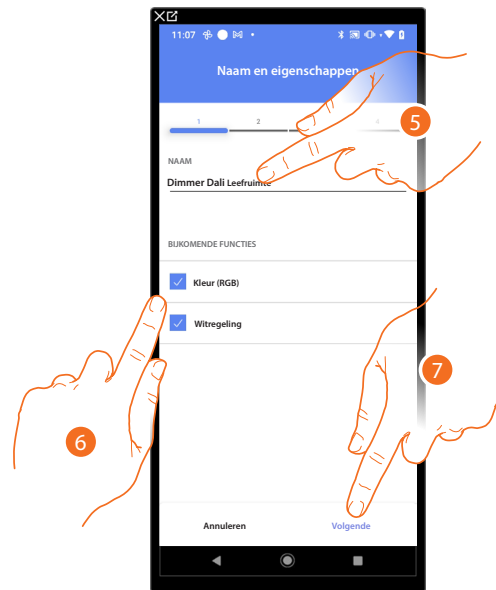 11:07
Naam en eigenschappen
1 2 4
5
NAAM
Dimmer Dali Leefruimte
BIJKOMENDE FUNCTIES
Kleur (RGB)
Witregeling
7
6
Annuleren Volgende